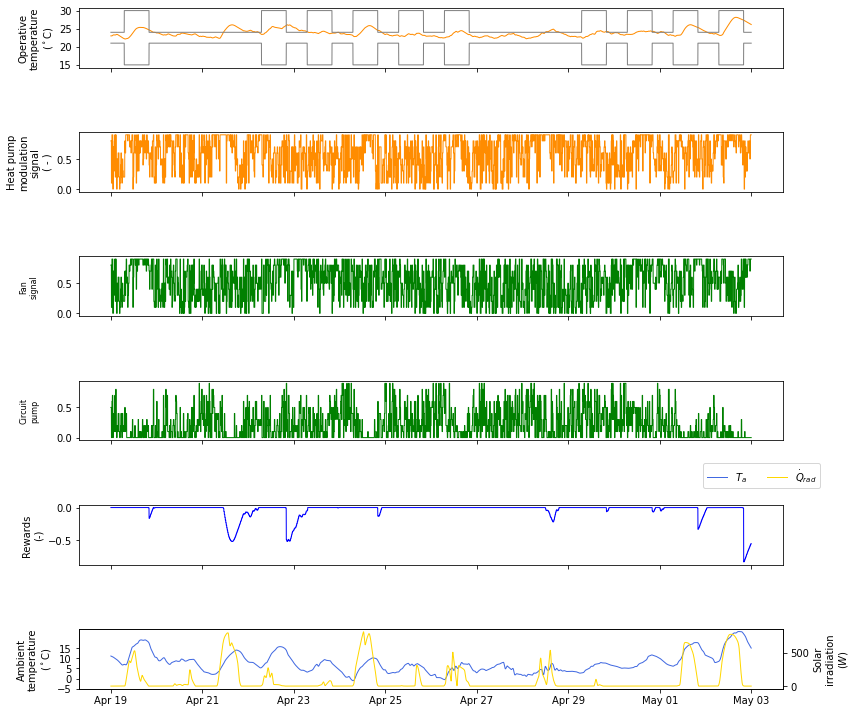 Operative
temperature
(°C)
30
25
20
15
Heat pump
modulation
signal
( - )
0.5
0.0
Fan
signal
0.5
0.0
Circuit
pump
0.5
0.0
T_a
Q̇_rad
Rewards
(-)
0.0
−0.5
Ambient
temperature
(°C)
15
10
5
0
−5
500
0
Solar
irradiation
(W)
Apr 19 Apr 21 Apr 23 Apr 25 Apr 27 Apr 29 May 01 May 03